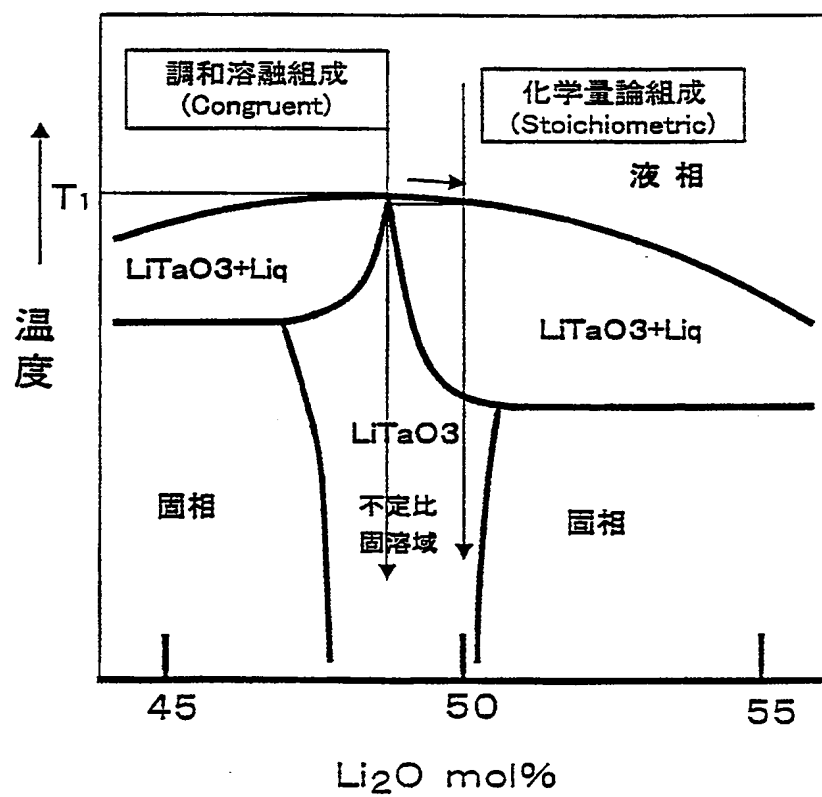 調和溶融組成
(Congruent)
化学量論組成
(Stoichiometric)
液相
T1
LiTaO3+Liq
LiTaO3+Liq
温度
LiTaO3
固相
不定比
固溶域
固相
45
50
55
Li2O mol%